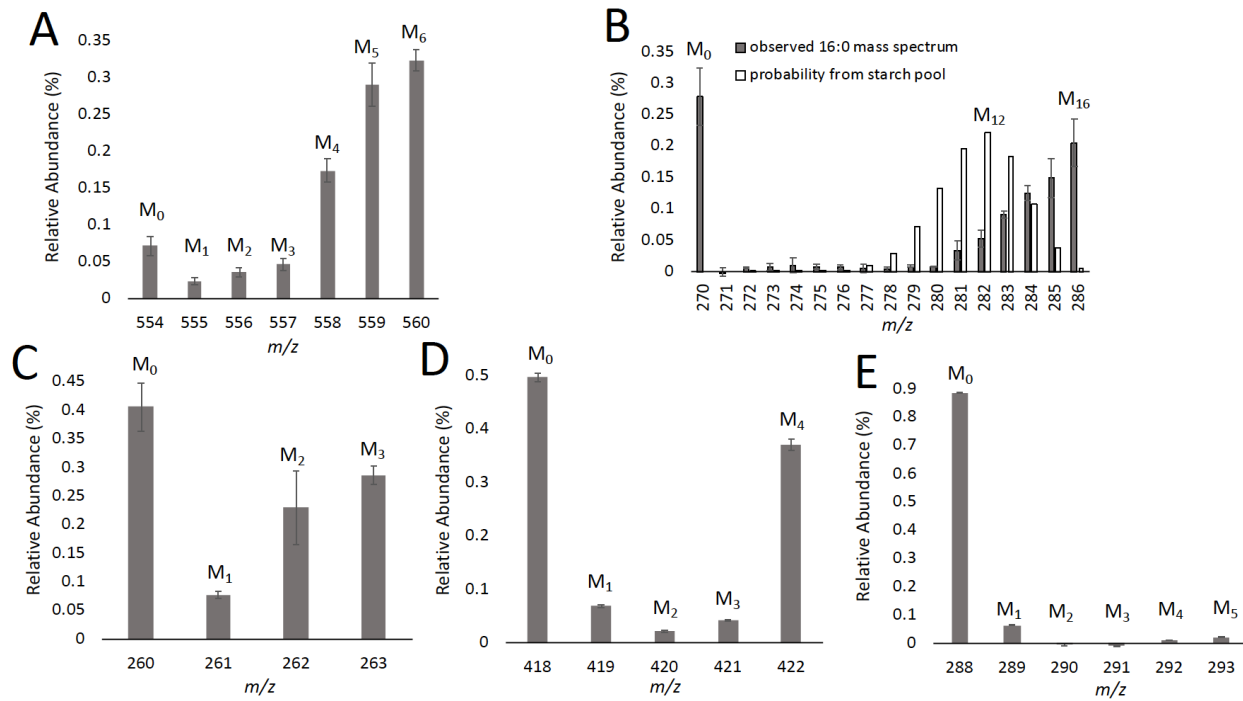 A
Relative Abundance (%)
0.35
0.3
0.25
0.2
0.15
0.1
0.05
0
M0
M1
M2
M3
M4
M5
M6
554 555 556 557 558 559 560
m/z
B
Relative Abundance (%)
0.35
0.3
0.25
0.2
0.15
0.1
0.05
0
observed 16:0 mass spectrum
probability from starch pool
M0
M12
M16
270 271 272 273 274 275 276 277 278 279 280 281 282 283 284 285 286
m/z
C
Relative Abundance (%)
0.45
0.4
0.35
0.3
0.25
0.2
0.15
0.1
0.05
0
M0
M1
M2
M3
260 261 262 263
m/z
D
Relative Abundance (%)
0.5
0.4
0.3
0.2
0.1
0
M0
M1
M2
M3
M4
418 419 420 421 422
m/z
E
Relative Abundance (%)
0.9
0.8
0.7
0.6
0.5
0.4
0.3
0.2
0.1
0
M0
M1
M2
M3
M4
M5
288 289 290 291 292 293
m/z